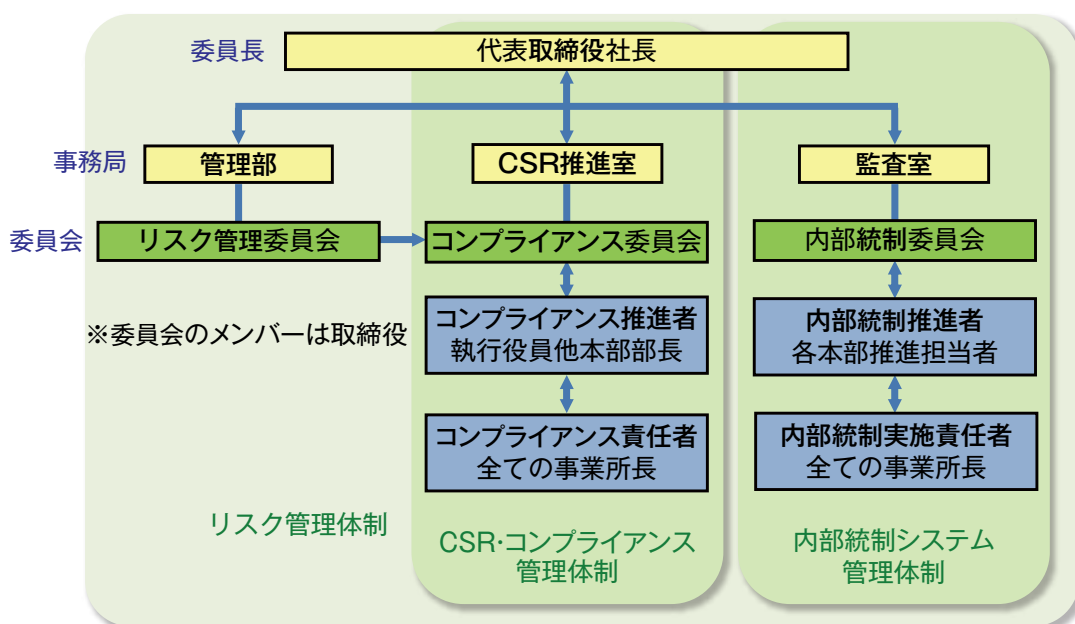 委員長
代表取締役社長
事務局
管理部
CSR推進室
監査室
委員会
リスク管理委員会
コンプライアンス委員会
内部統制委員会
※委員会のメンバーは取締役
コンプライアンス推進者
執行役員他本部部長
内部統制推進者
各本部推進担当者
コンプライアンス責任者
全ての事業所長
内部統制実施責任者
全ての事業所長
リスク管理体制
CSR・コンプライアンス
管理体制
内部統制システム
管理体制